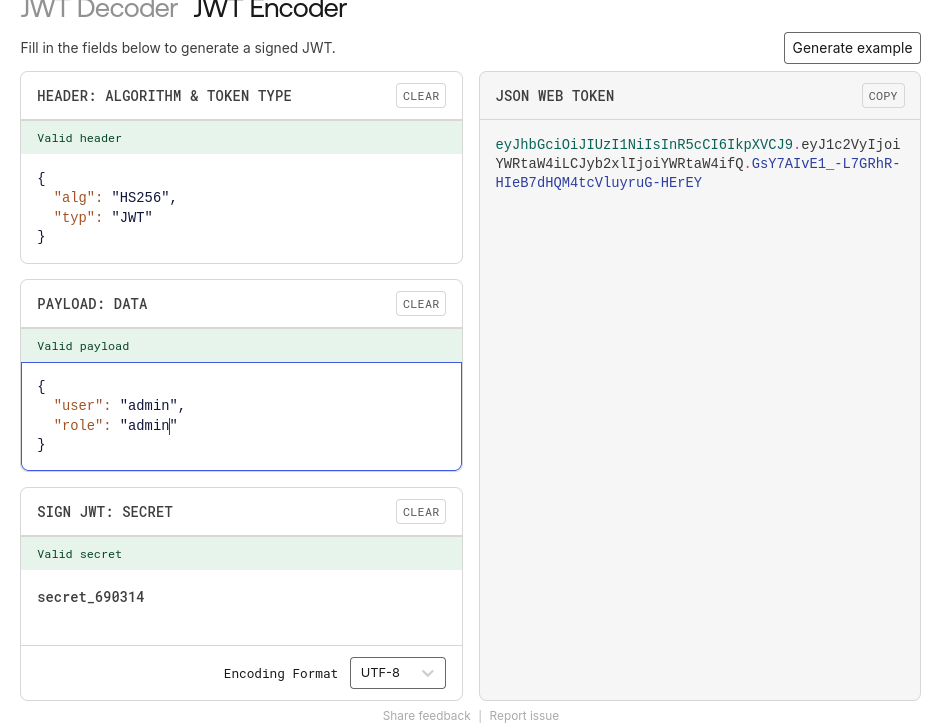 JWT Decoder JWT Encoder
Fill in the fields below to generate a signed JWT.
Generate example
HEADER: ALGORITHM & TOKEN TYPE
CLEAR
Valid header
{
  "alg": "HS256",
  "typ": "JWT"
}
PAYLOAD: DATA
CLEAR
Valid payload
{
  "user": "admin",
  "role": "admin"
}
SIGN JWT: SECRET
CLEAR
Valid secret
secret_690314
Encoding Format
UTF-8
JSON WEB TOKEN
COPY
eyJhbGciOiJIUzI1NiIsInR5cCI6IkpXVCJ9.eyJ1c2VyIjoi
YWRtaW4iLCJyb2xlIjoiYWRtaW4ifQ.GsY7AIvE1_-L7GRhR-
HIeB7dHQM4tcVluyruG-HErEY
Share feedback | Report issue